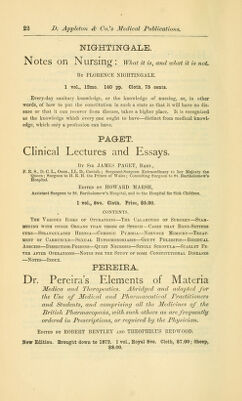 22 D. Appleton & Co.'s Medical Publications.
NIGHTINGALE.
Notes on Nursing: What it is, and what it is not.
By FLORENCE NIGHTINGALE.
1 vol., 12mo. 140 pp. Cloth, 75 cents.
Every-day sanitary knowledge, or the knowledge of nursing, or, in other
words, of how to put the constitution in such a state as that it will have no dis-
ease or that it can recover from disease, takes a higher place. It is recognized
as the knowledge which every one ought to have—distinct from medical knowl-
edge, which only a profession can have.
PAGET.
Clinical Lectures and Essays.
By Sir JAMES PAGET, Bart.,
F. R. S., D. C. L., Oxon., LL. D., Cantab.; Sergeant-Surgeon Extraordinary to her Majesty the
Queen; Surgeon to H. R. H. the Prince of Wales; Consulting Surgeon to St. Bartholomew's
Hospital.
Edited by HOWARD MARSH,
Assistant Surgeon to St. Bartholomew's Hospital, and to the Hospital for Sick Children.
1 vol., 8vo. Cloth. Price, $5.00.
CONTENTS.
The Various Risks of Operations—The Calamities of Surgery—Stam-
mering with other Organs than those of Speech—Cases that Bone-Setters
cure—Strangulated Hernia—Chronic Pyæmia—Nervous Mimicry—Treat-
ment of Carbuncle—Sexual Hypochondriasis—Gouty Phlebitis—Residual
Abscess—Dissection-Poisons—Quiet Necrosis—Senile Scrofula—Scarlet Fe-
ver after Operations—Notes for the Study of some Constitutional Diseases
—Notes—Index.
PEREIRA.
Dr. Pereira's Elements of Materia
Medica and Therapeutics. Abridged and adapted for
the Use of Medical and Pharmaceutical Practitioners
and Students, and comprising all the Medicines of the
British Pharmacopœia, with such others as are frequently
ordered in Prescriptions, or required by the Physician.
Edited by ROBERT BENTLEY and THEOPHILUS REDWOOD.
New Edition. Brought down to 1872. 1 vol., Royal 8vo. Cloth, $7.00; Sheep,
$8.00.